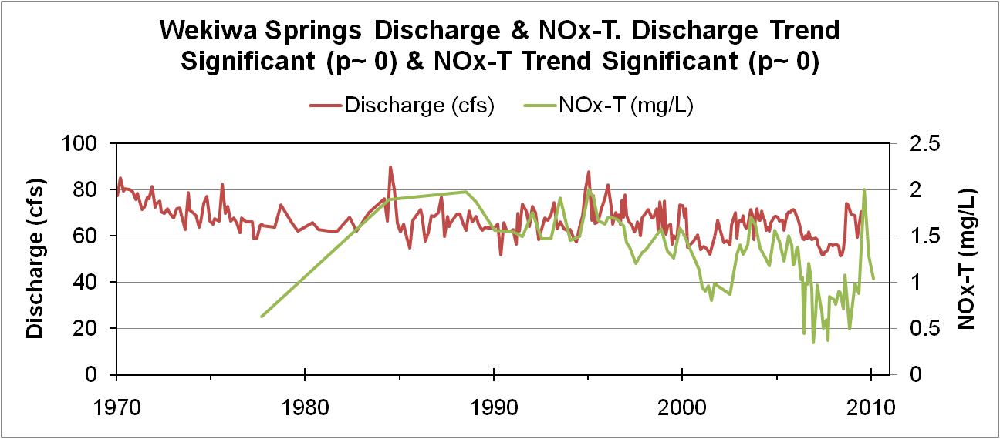 Wekiwa Springs Discharge & NOx-T. Discharge Trend
Significant (p~ 0) & NOx-T Trend Significant (p~ 0)
Discharge (cfs) NOx-T (mg/L)
Discharge (cfs)
100
80
60
40
20
0
2.5
2
1.5
1
0.5
0
NOx-T (mg/L)
1970 1980 1990 2000 2010